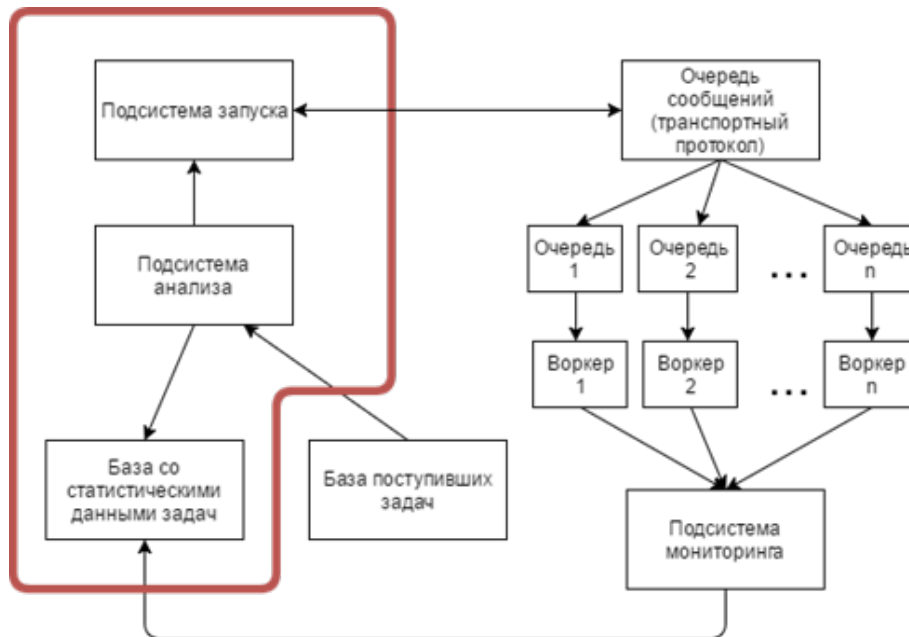 Подсистема запуска
Очередь
сообщений
(транспортный
протокол)
Подсистема
анализа
Очередь
1
Очередь
2
...
Очередь
n
Воркер
1
Воркер
2
...
Воркер
n
База со
статистическими
данными задач
База поступивших
задач
Подсистема
мониторинга